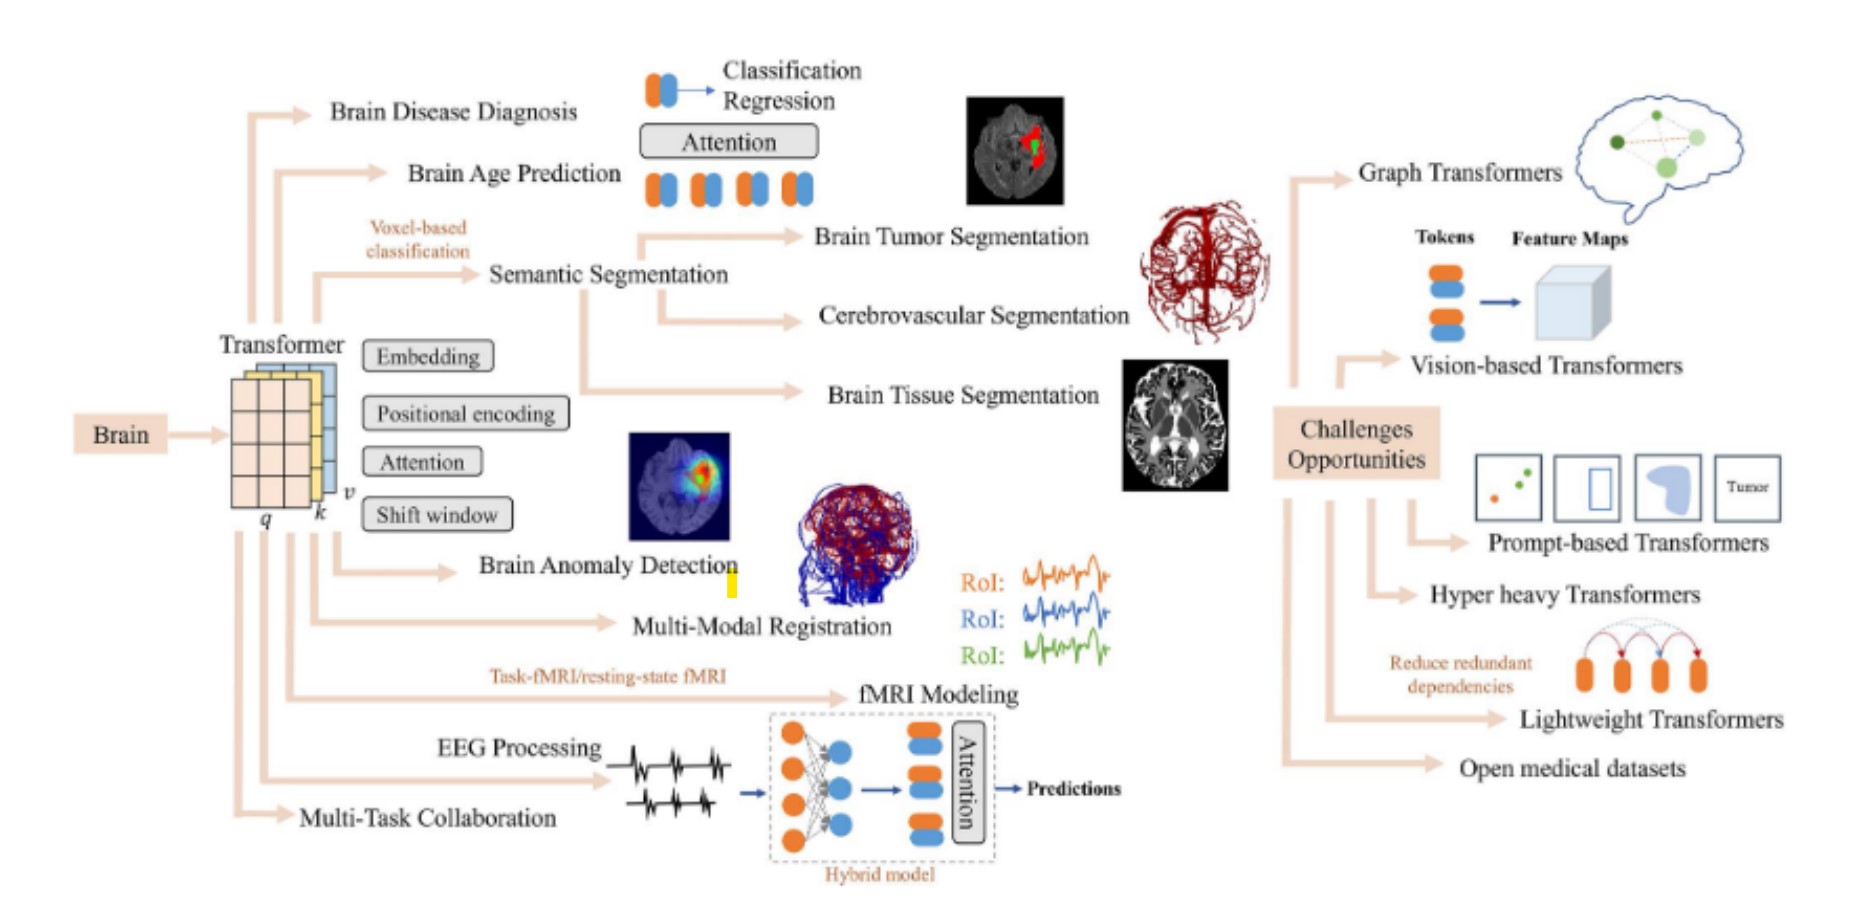 Brain Disease Diagnosis
Classification
Regression
Attention
Brain Age Prediction
Voxel-based
classification
Semantic Segmentation
Brain Tumor Segmentation
Cerebrovascular Segmentation
Brain Tissue Segmentation
Transformer
Embedding
Positional encoding
Attention
Shift window
Brain
q
k
v
Brain Anomaly Detection
Multi-Modal Registration
RoI:
RoI:
RoI:
Task-fMRI/resting-state fMRI
fMRI Modeling
EEG Processing
Multi-Task Collaboration
Attention
Predictions
Hybrid model
Graph Transformers
Tokens
Feature Maps
Vision-based Transformers
Challenges
Opportunities
Tumor
Prompt-based Transformers
Hyper heavy Transformers
Reduce redundant
dependencies
Lightweight Transformers
Open medical datasets